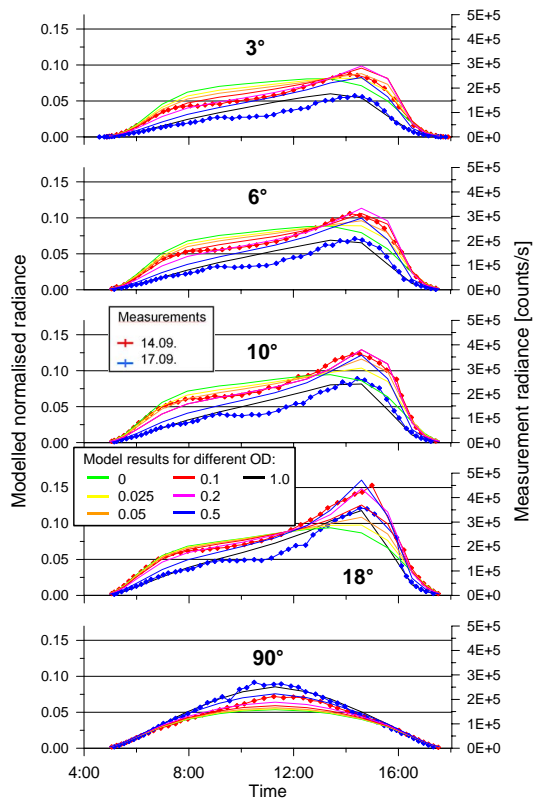 5E+5
0.15
4E+5
3°
3E+5
0.10
2E+5
0.05
1E+5
0.00
0E+0
5E+5
0.15
4E+5
6°
3E+5
0.10
2E+5
0.05
1E+5
0.00
0E+0
Modelled normalised radiance
Measurement radiance [counts/s]
Measurements
14.09.
17.09.
5E+5
0.15
4E+5
10°
3E+5
0.10
2E+5
0.05
1E+5
0.00
0E+0
Model results for different OD:
0 0.1 1.0
0.025 0.2
0.05 0.5
5E+5
0.15
4E+5
3E+5
0.10
2E+5
0.05
18°
1E+5
0.00
0E+0
5E+5
0.15
4E+5
90°
3E+5
0.10
2E+5
0.05
1E+5
0.00
0E+0
4:00 8:00 12:00 16:00
Time